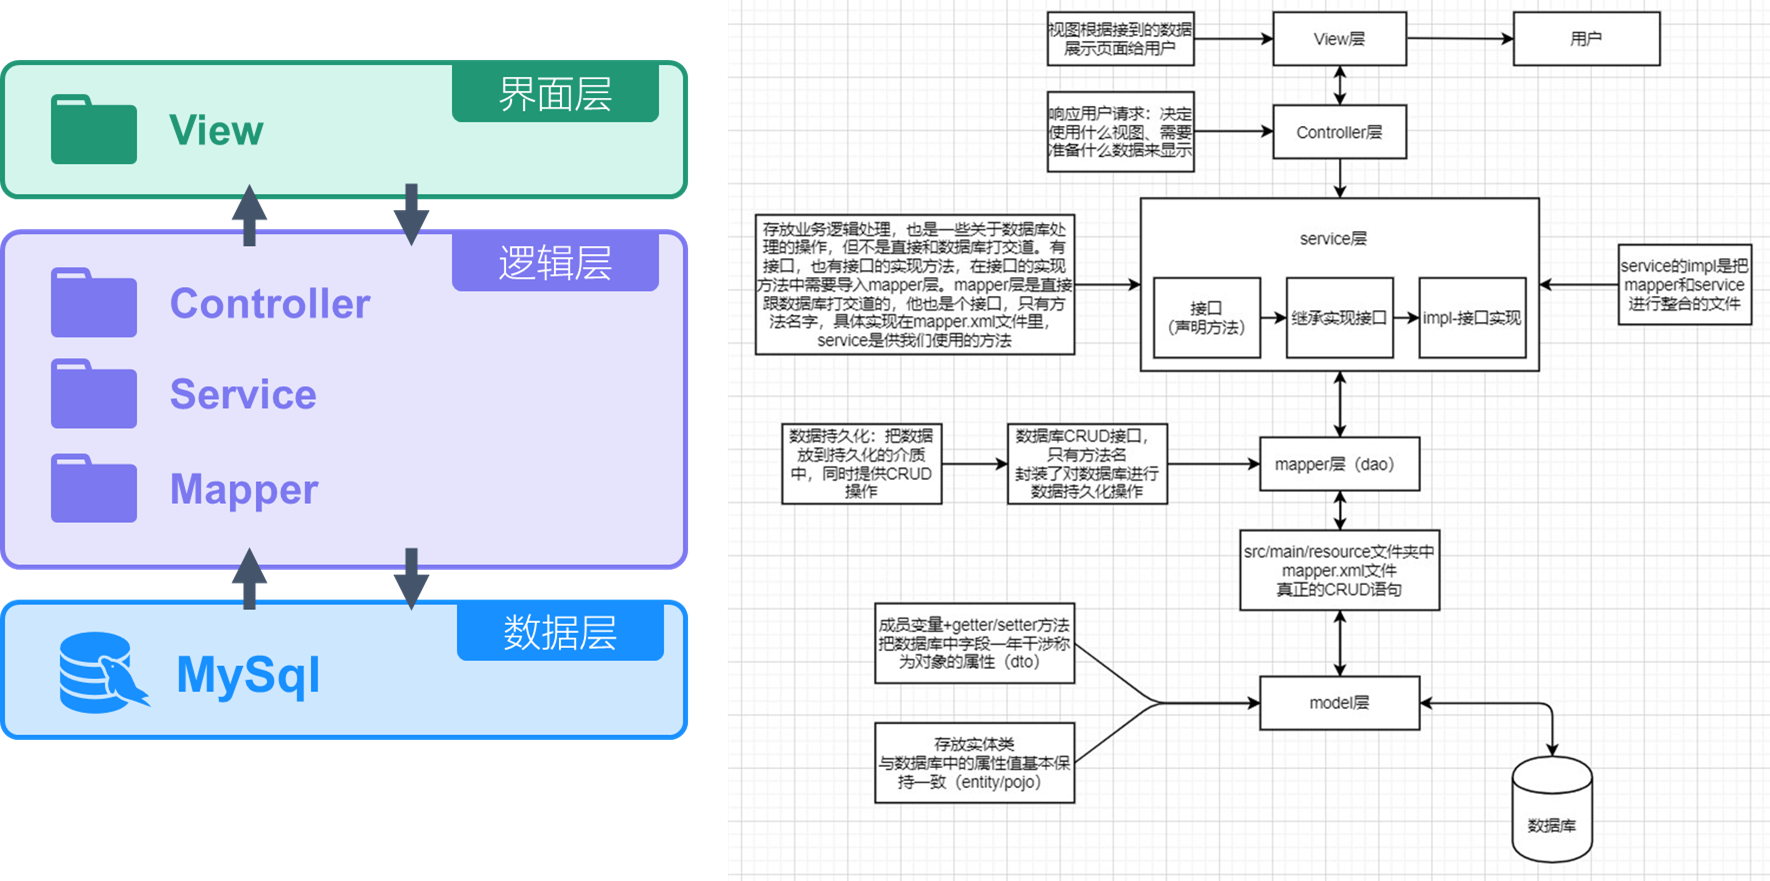 界面层
View
逻辑层
Controller
Service
Mapper
数据层
MySql
视图根据接到的数据
展示页面给用户
View层
用户
响应用户请求：决定
使用什么视图、需要
准备什么数据来显示
Controller层
存放业务逻辑处理，也是一些关于数据库处
理的操作，但不是直接和数据库打交道。有
接口，也有接口的实现方法，在接口的实现
方法中需要导入mapper层。mapper层是直接
跟数据库打交道的，他也是个接口，只有方
法名字，具体实现在mapper.xml文件里，
service是供我们使用的方法
service层
接口
（声明方法）
继承实现接口
impl-接口实现
service的impl是把
mapper和service
进行整合的文件
数据持久化：把数据
放到持久化的介质
中，同时提供CRUD
操作
数据库CRUD接口，
只有方法名
封装了对数据库进行
数据持久化操作
mapper层（dao）
src/main/resource文件夹中
mapper.xml文件
真正的CRUD语句
成员变量+getter/setter方法
把数据库中字段一年干涉称
为对象的属性（dto）
存放实体类
与数据库中的属性值基本保
持一致（entity/pojo）
model层
数据库